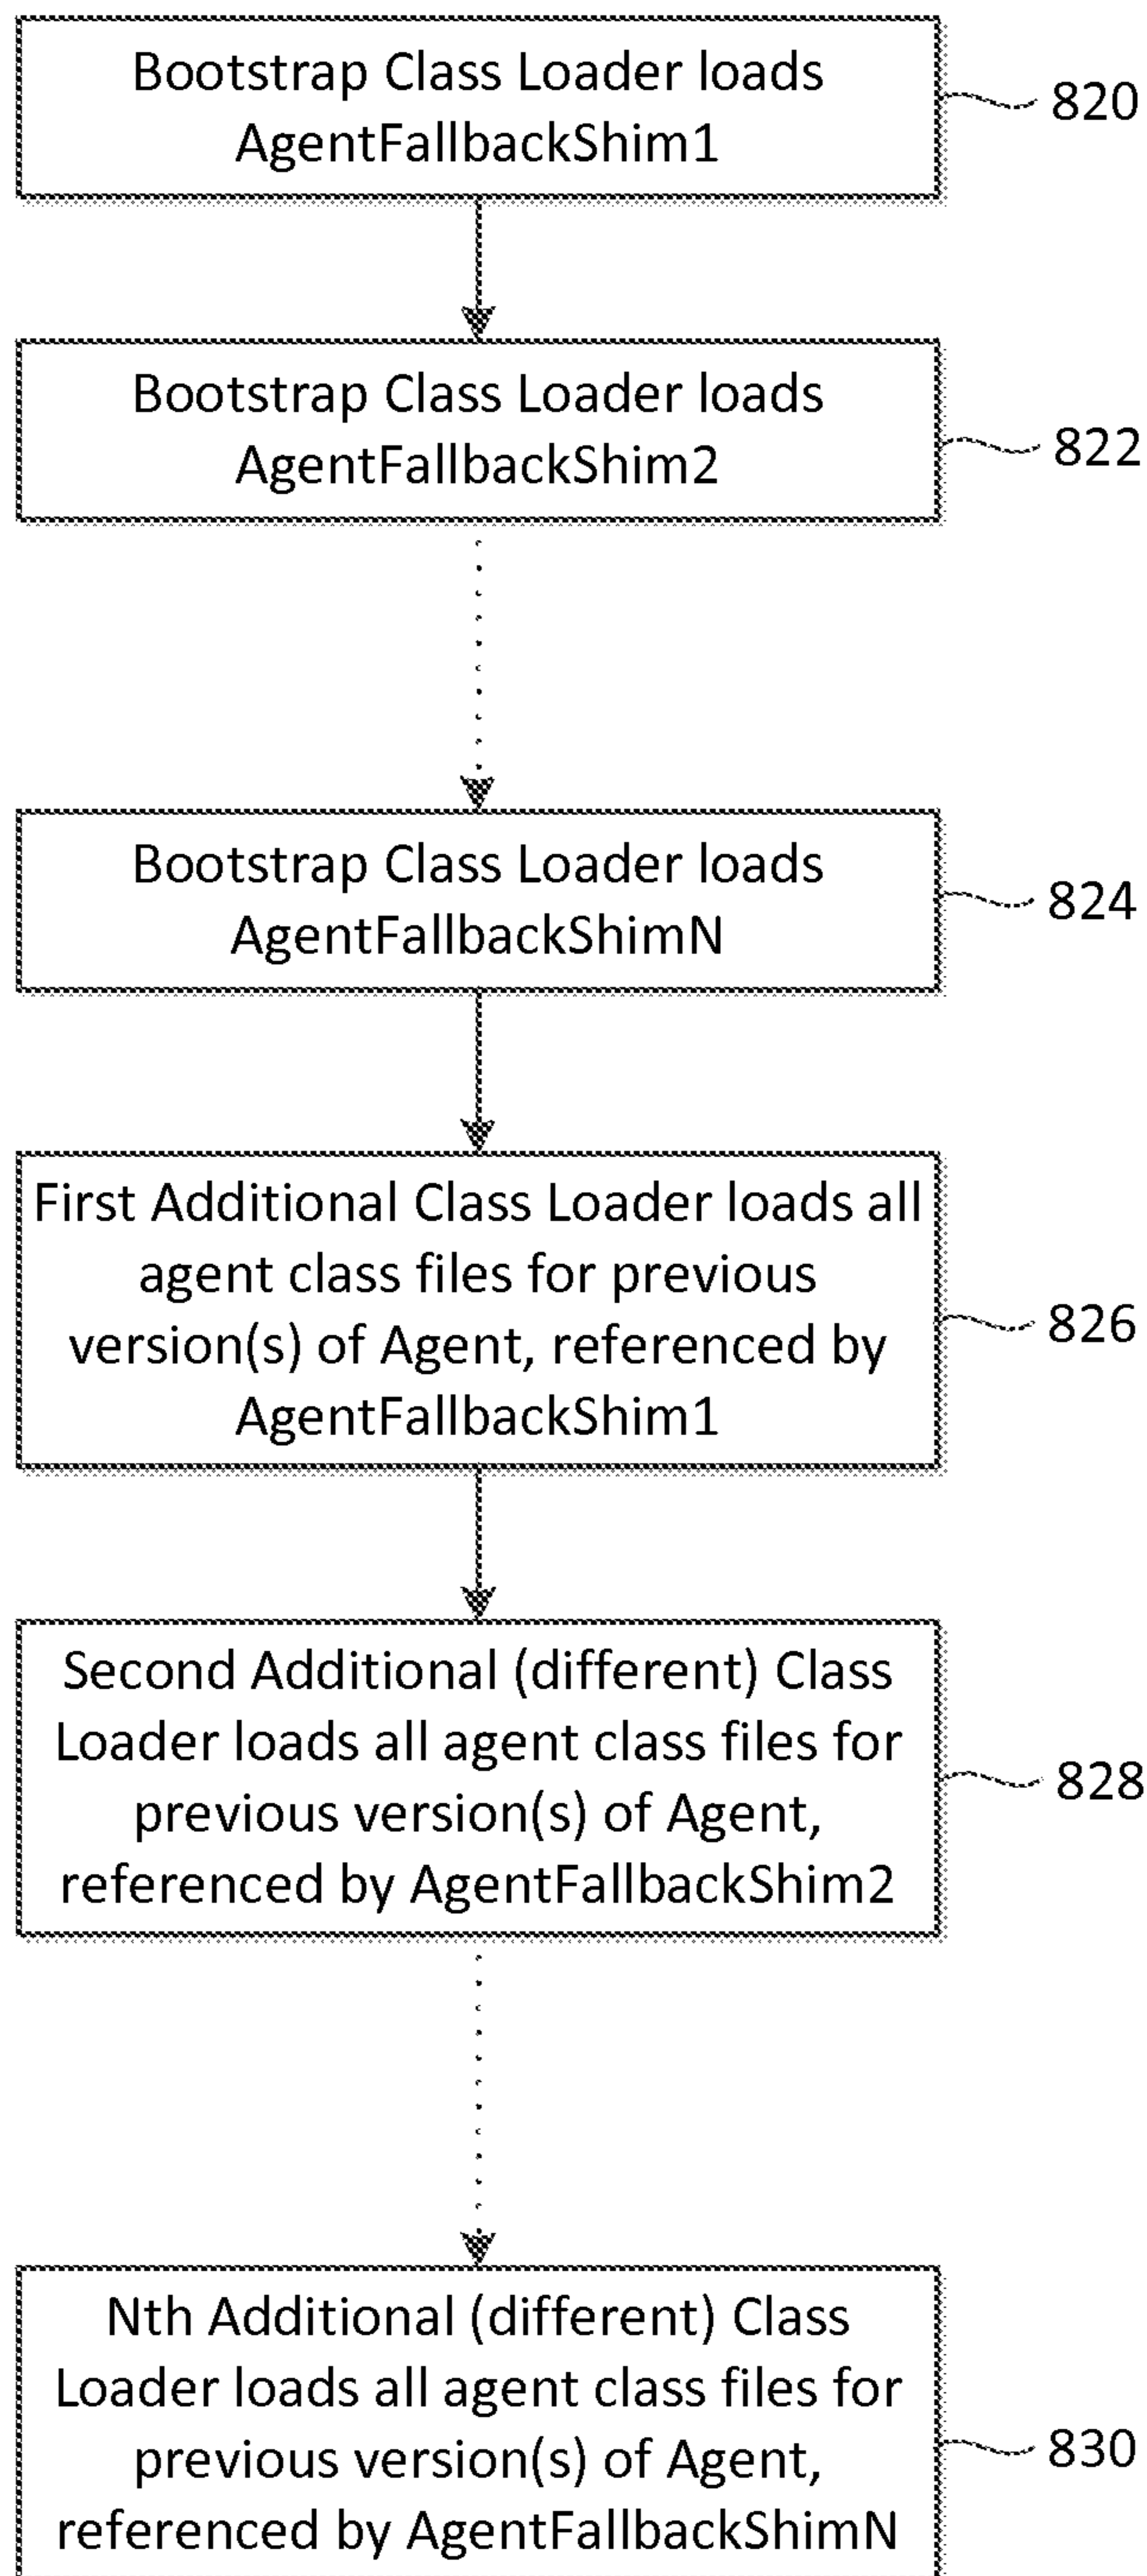 Bootstrap Class Loader loads
AgentFallbackShim1
820
Bootstrap Class Loader loads
AgentFallbackShim2
822
Bootstrap Class Loader loads
AgentFallbackShimN
824
First Additional Class Loader loads all
agent class files for previous
version(s) of Agent, referenced by
AgentFallbackShim1
826
Second Additional (different) Class
Loader loads all agent class files for
previous version(s) of Agent,
referenced by AgentFallbackShim2
828
Nth Additional (different) Class
Loader loads all agent class files for
previous version(s) of Agent,
referenced by AgentFallbackShimN
830